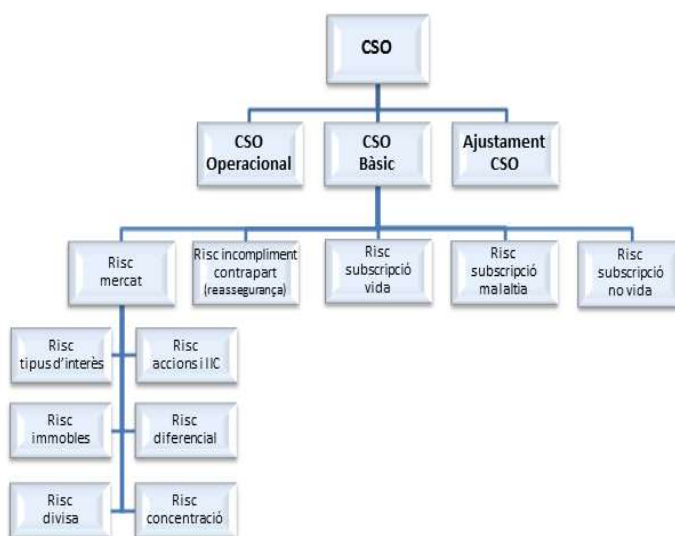 CSO
CSO
Operacional
CSO
Bàsic
Ajustament
CSO
Risc
mercat
Risc incompliment
contrapart
(reassegurança)
Risc
subscripció
vida
Risc
subscripció
malaltia
Risc
subscripció
no vida
Risc
tipus d'interès
Risc
accions i IIC
Risc
immobles
Risc
diferencial
Risc
divisa
Risc
concentració